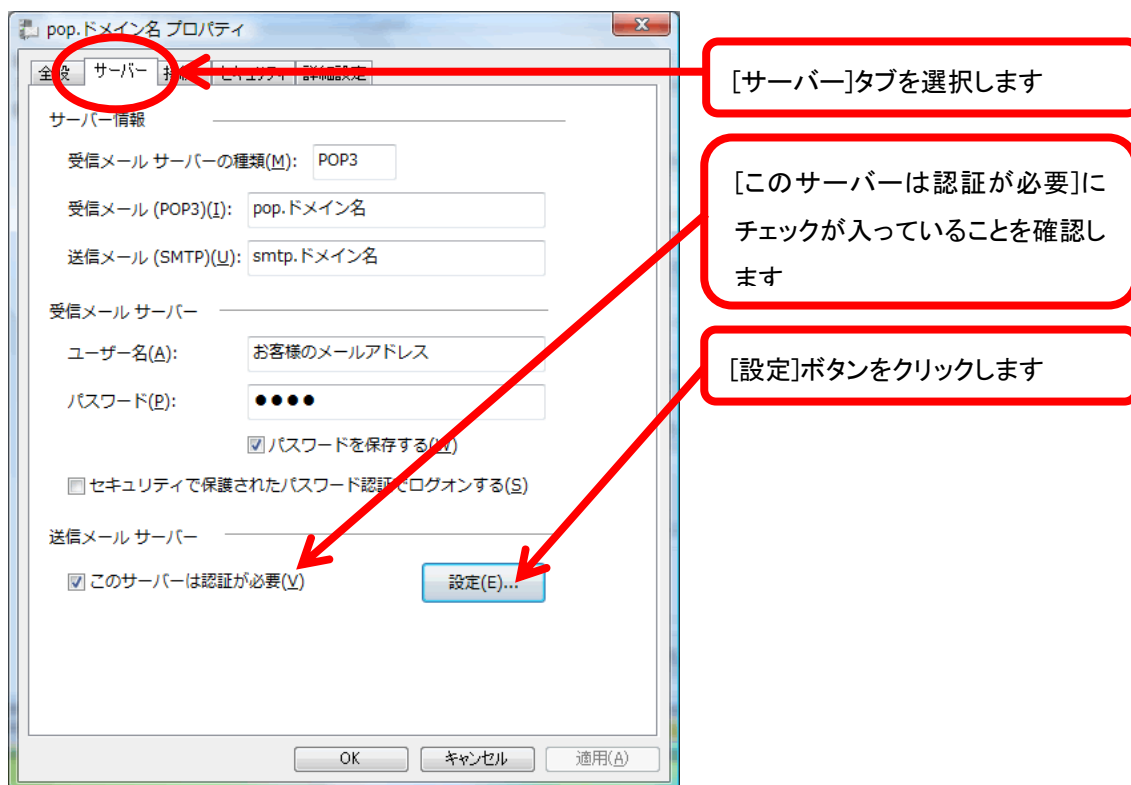 pop.ドメイン名 プロパティ
サーバー
サーバー情報
受信メール サーバーの種類(M): POP3
受信メール (POP3)(I): pop.ドメイン名
送信メール (SMTP)(U): smtp.ドメイン名
受信メール サーバー
ユーザー名(A): お客様のメールアドレス
パスワード(P): ●●●●
パスワードを保存する(W)
セキュリティで保護されたパスワード認証でログオンする(S)
送信メール サーバー
このサーバーは認証が必要(V)
設定(E)...
OK キャンセル 適用(A)
[サーバー]タブを選択します
[このサーバーは認証が必要]に
チェックが入っていることを確認し
ます
[設定]ボタンをクリックします